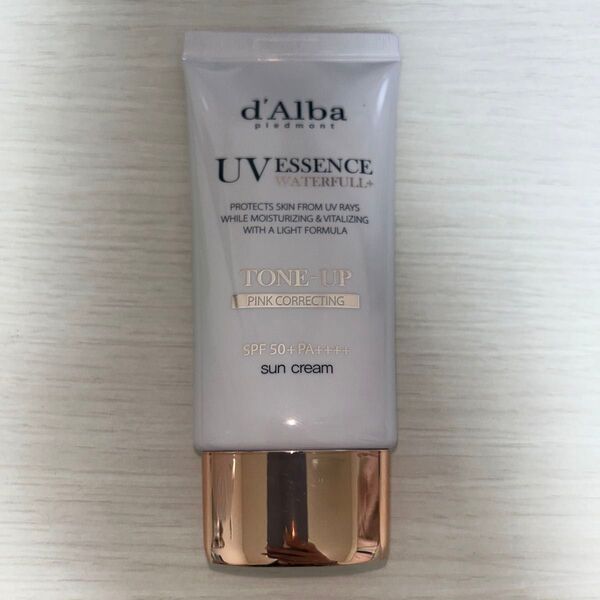 d'Alba
piedmont
UV ESSENCE
WATERFULL+
PROTECTS SKIN FROM UV RAYS
WHILE MOISTURIZING & VITALIZING
WITH A LIGHT FORMULA
TONE-UP
PINK CORRECTING
SPF 50+ PA++++
sun cream